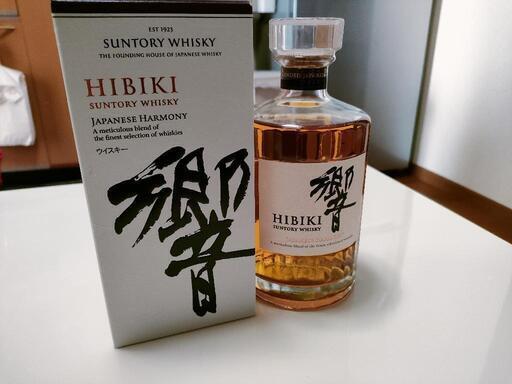 EST 1923
SUNTORY WHISKY
THE FOUNDING HOUSE OF JAPANESE WHISKY
HIBIKI
SUNTORY WHISKY
JAPANESE HARMONY
A meticulous blend of
the finest selection of whiskies
ウイスキー
響
響
HIBIKI
SUNTORY WHISKY